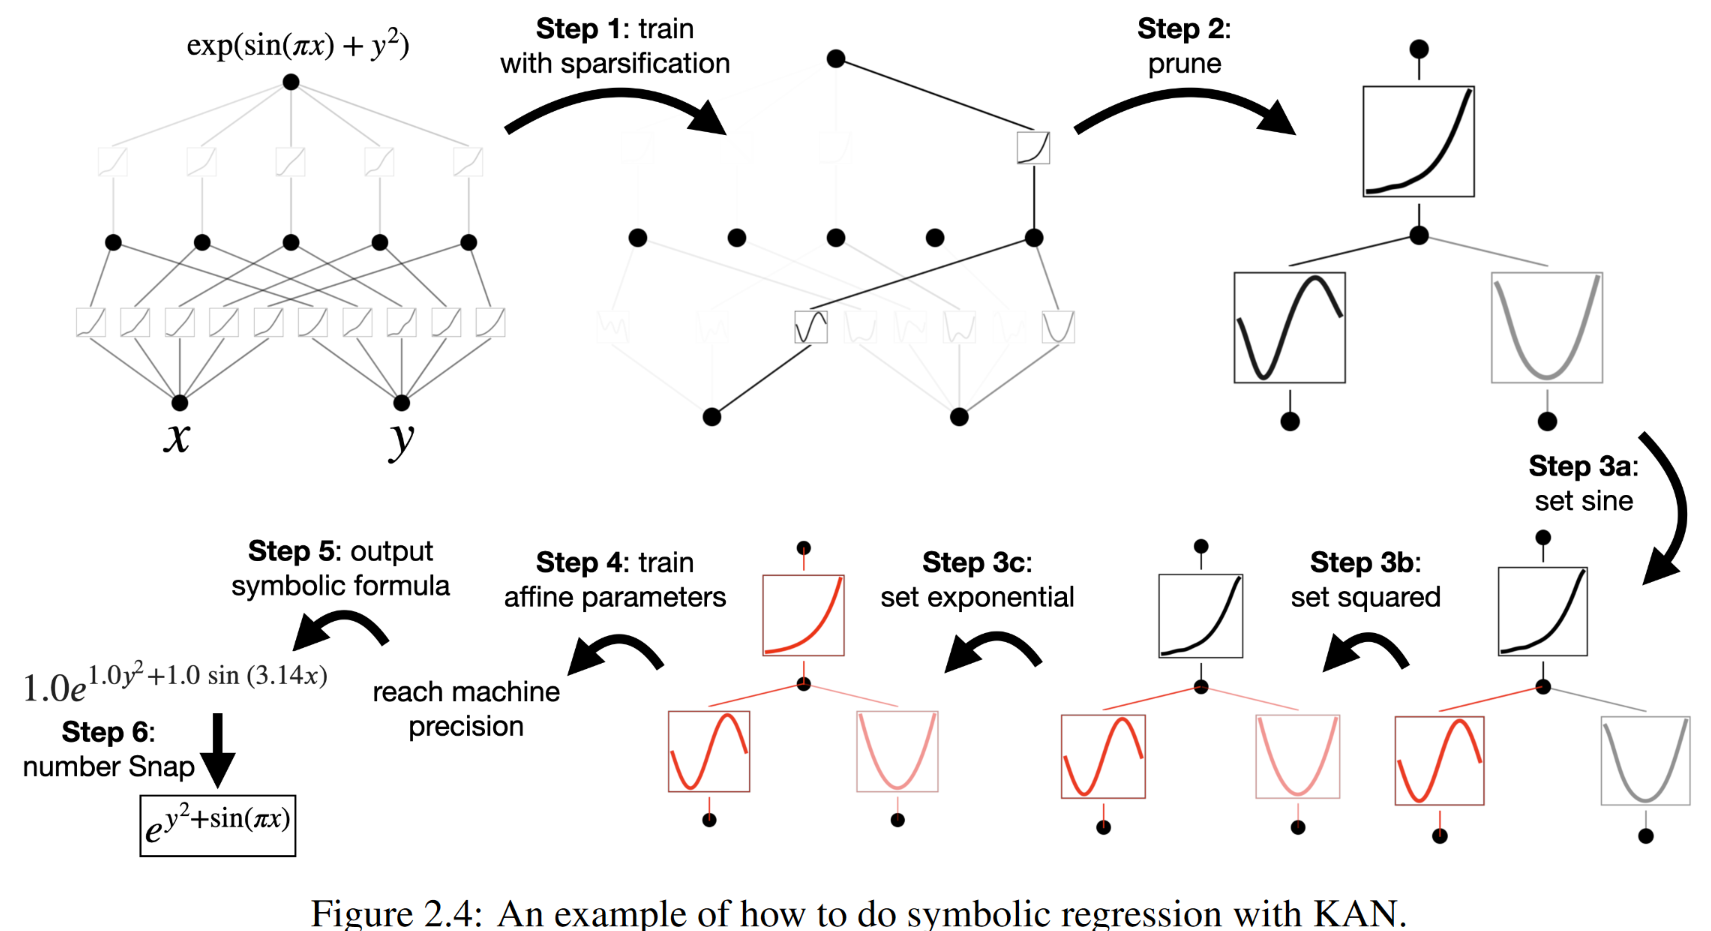 exp(sin(πx) + y²)
Step 1: train
with sparsification
Step 2:
prune
x
y
Step 3a:
set sine
Step 3b:
set squared
Step 3c:
set exponential
Step 4: train
affine parameters
reach machine
precision
Step 5: output
symbolic formula
1.0e^{1.0y²+1.0 sin (3.14x)}
Step 6:
number Snap
e^{y²+sin(πx)}
Figure 2.4: An example of how to do symbolic regression with KAN.